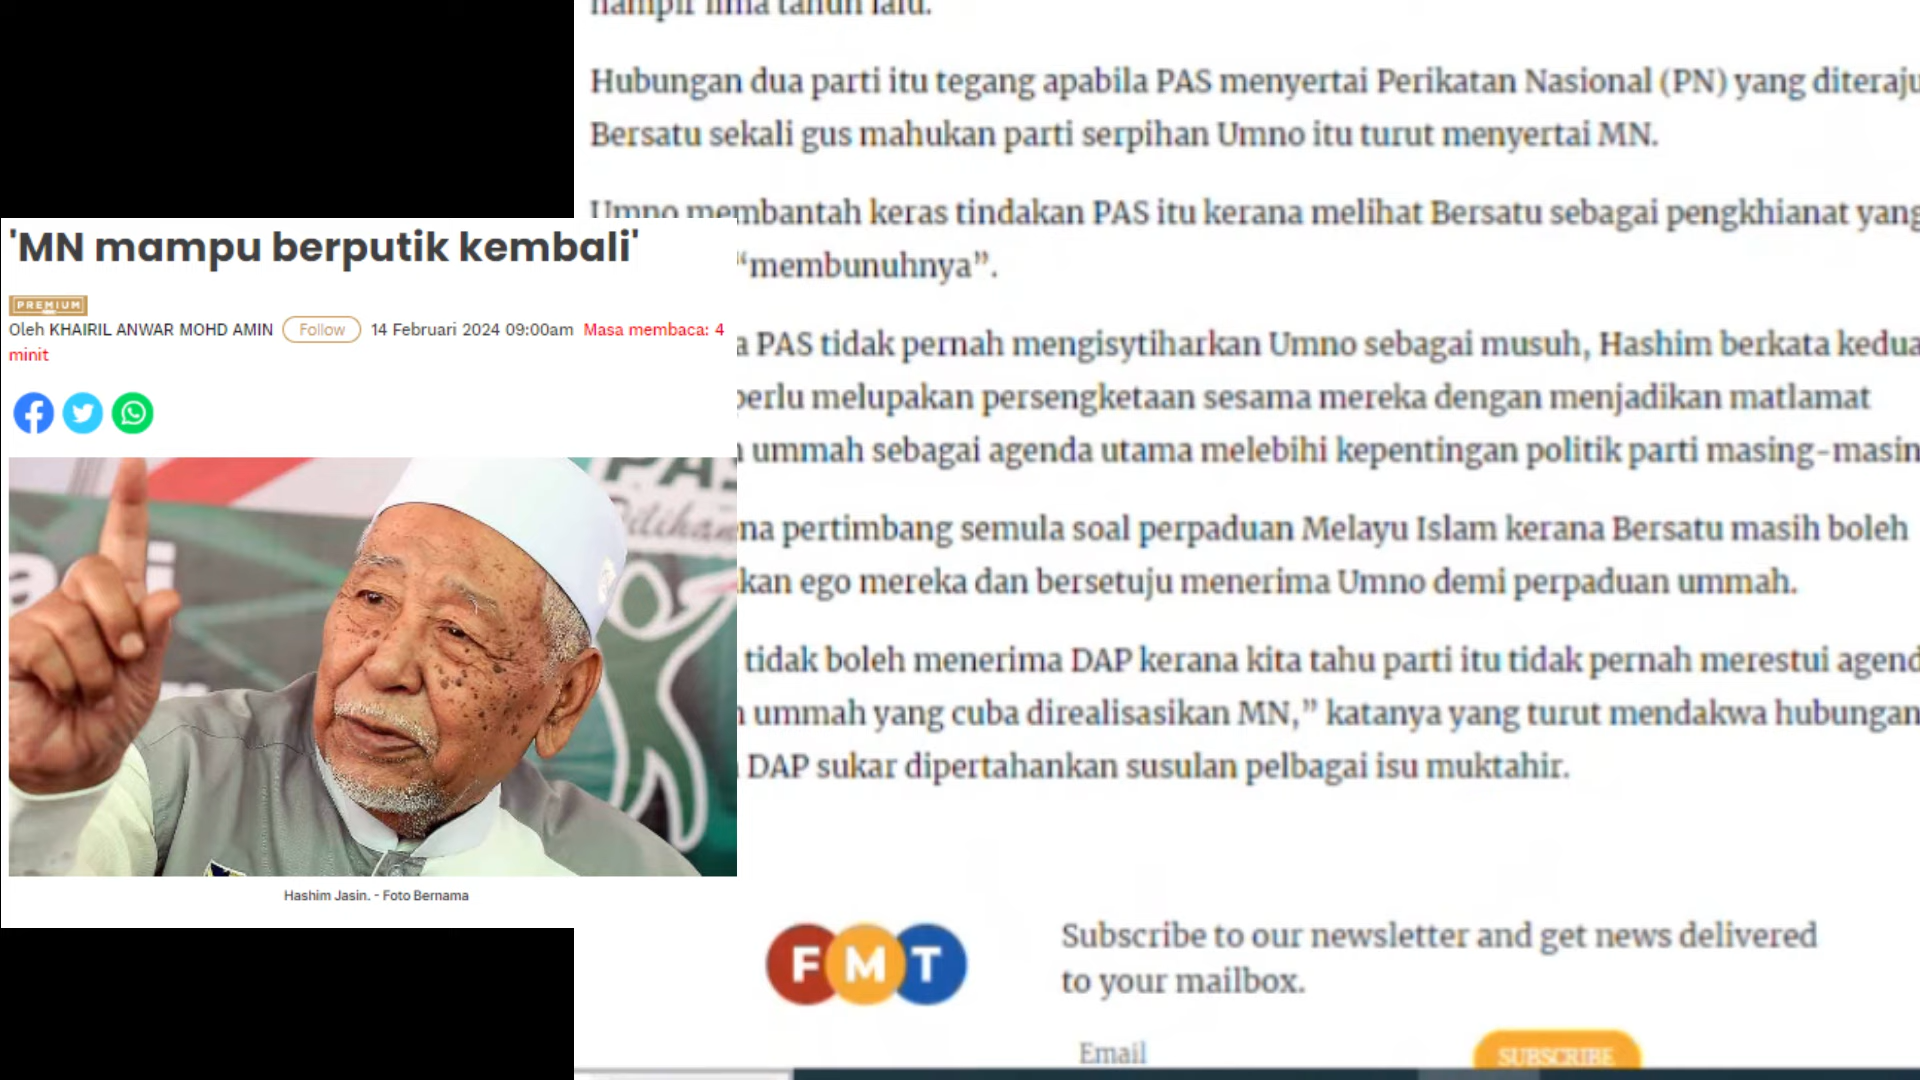 'MN mampu berputik kembali'
PREMIUM
Oleh KHAIRIL ANWAR MOHD AMIN Follow 14 Februari 2024 09:00am Masa membaca: 4
minit
PAS
Hashim Jasin. - Foto Bernama
hampir lima tahun lalu.
Hubungan dua parti itu tegang apabila PAS menyertai Perikatan Nasional (PN) yang
Bersatu sekali gus mahukan parti serpihan Umno itu turut menyertai MN.
Umno membantah keras tindakan PAS itu kerana melihat Bersatu sebagai pengkhianat yang
“membunuhnya”.
PAS tidak pernah mengisytiharkan Umno sebagai musuh, Hashim berkata
perlu melupakan persengketaan sesama mereka dengan menjadikan matlamat
ummah sebagai agenda utama melebihi kepentingan politik parti
pertimbang semula soal perpaduan Melayu Islam kerana Bersatu masih boleh
ego mereka dan bersetuju menerima Umno demi perpaduan ummah.
tidak boleh menerima DAP kerana kita tahu parti itu tidak pernah merestui
ummah yang cuba direalisasikan MN,” katanya yang turut mendakwa hubungan
DAP sukar dipertahankan susulan pelbagai isu muktahir.
FMT
Subscribe to our newsletter and get news delivered
to your mailbox.
Email
SUBSCRIBE